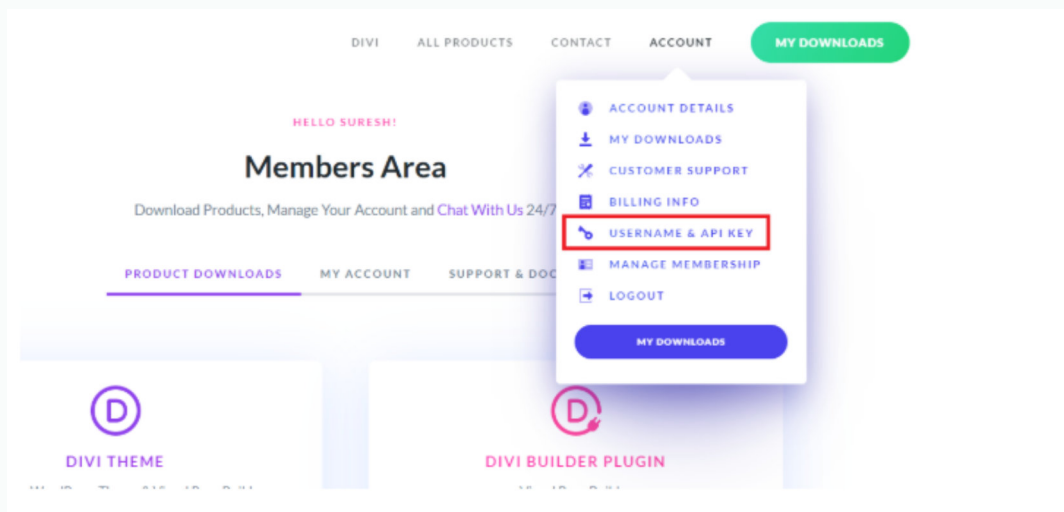 DIVI ALL PRODUCTS CONTACT ACCOUNT MY DOWNLOADS
HELLO SURESH!
Members Area
Download Products, Manage Your Account and Chat With Us 24/7
PRODUCT DOWNLOADS MY ACCOUNT SUPPORT & DOC
ACCOUNT DETAILS
MY DOWNLOADS
CUSTOMER SUPPORT
BILLING INFO
USERNAME & API KEY
MANAGE MEMBERSHIP
LOGOUT
MY DOWNLOADS
D
DIVI THEME
D
DIVI BUILDER PLUGIN